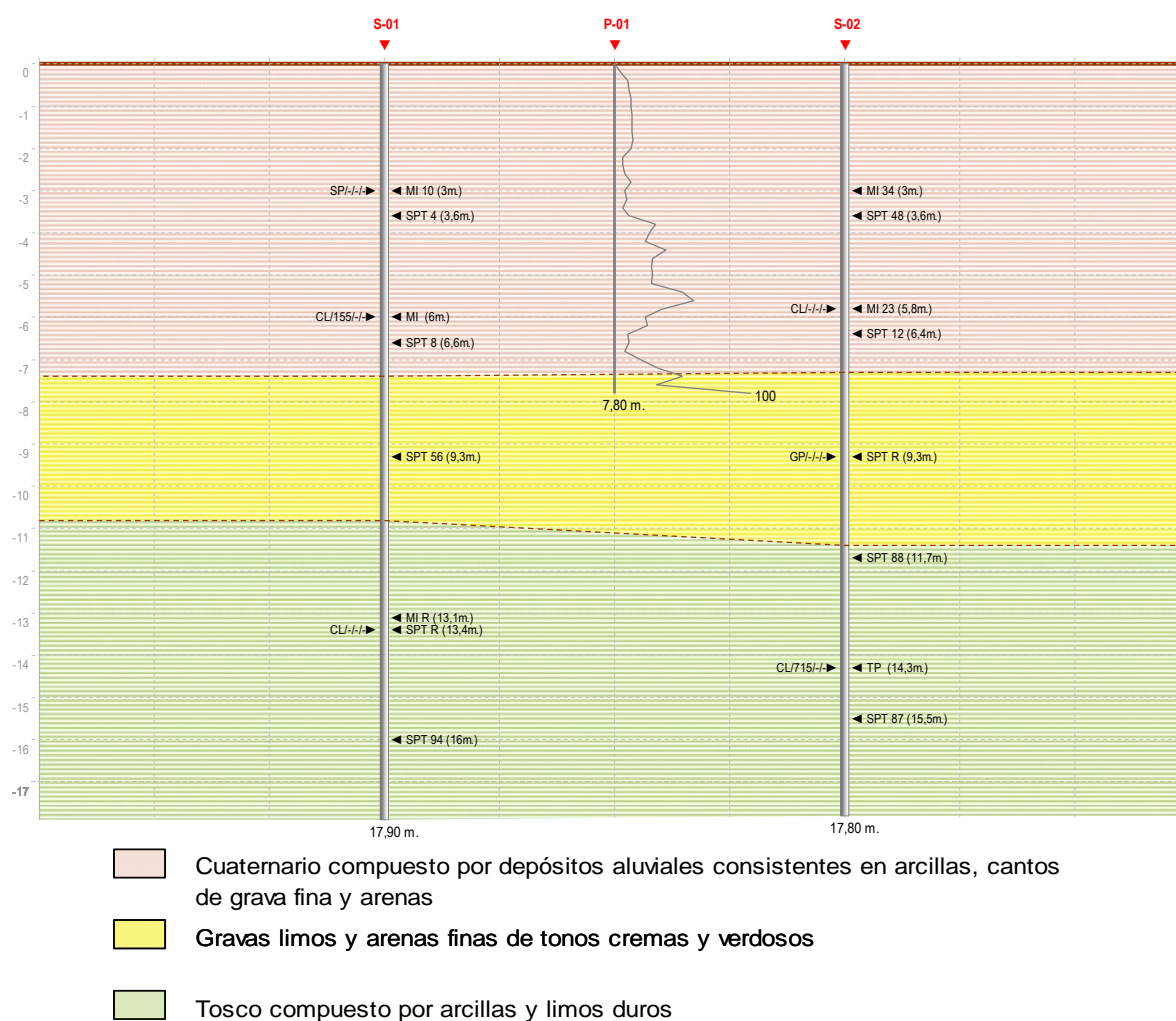 S-01 P-01 S-02
0
-1
-2
-3
-4
-5
-6
-7
-8
-9
-10
-11
-12
-13
-14
-15
-16
-17
SP/-/-/- MI 10 (3m.)
SPT 4 (3,6m.)
CL/155/-/- MI (6m.)
SPT 8 (6,6m.)
SPT 56 (9,3m.)
MI R (13,1m.)
CL/-/-/- SPT R (13,4m.)
SPT 94 (16m.)
17,90 m.
7,80 m.
100
MI 34 (3m.)
SPT 48 (3,6m.)
CL/-/-/- MI 23 (5,8m.)
SPT 12 (6,4m.)
GP/-/-/- SPT R (9,3m.)
SPT 88 (11,7m.)
CL/715/-/- TP (14,3m.)
SPT 87 (15,5m.)
17,80 m.
Cuaternario compuesto por depósitos aluviales consistentes en arcillas, cantos
de grava fina y arenas
Gravas limos y arenas finas de tonos cremas y verdosos
Tosco compuesto por arcillas y limos duros